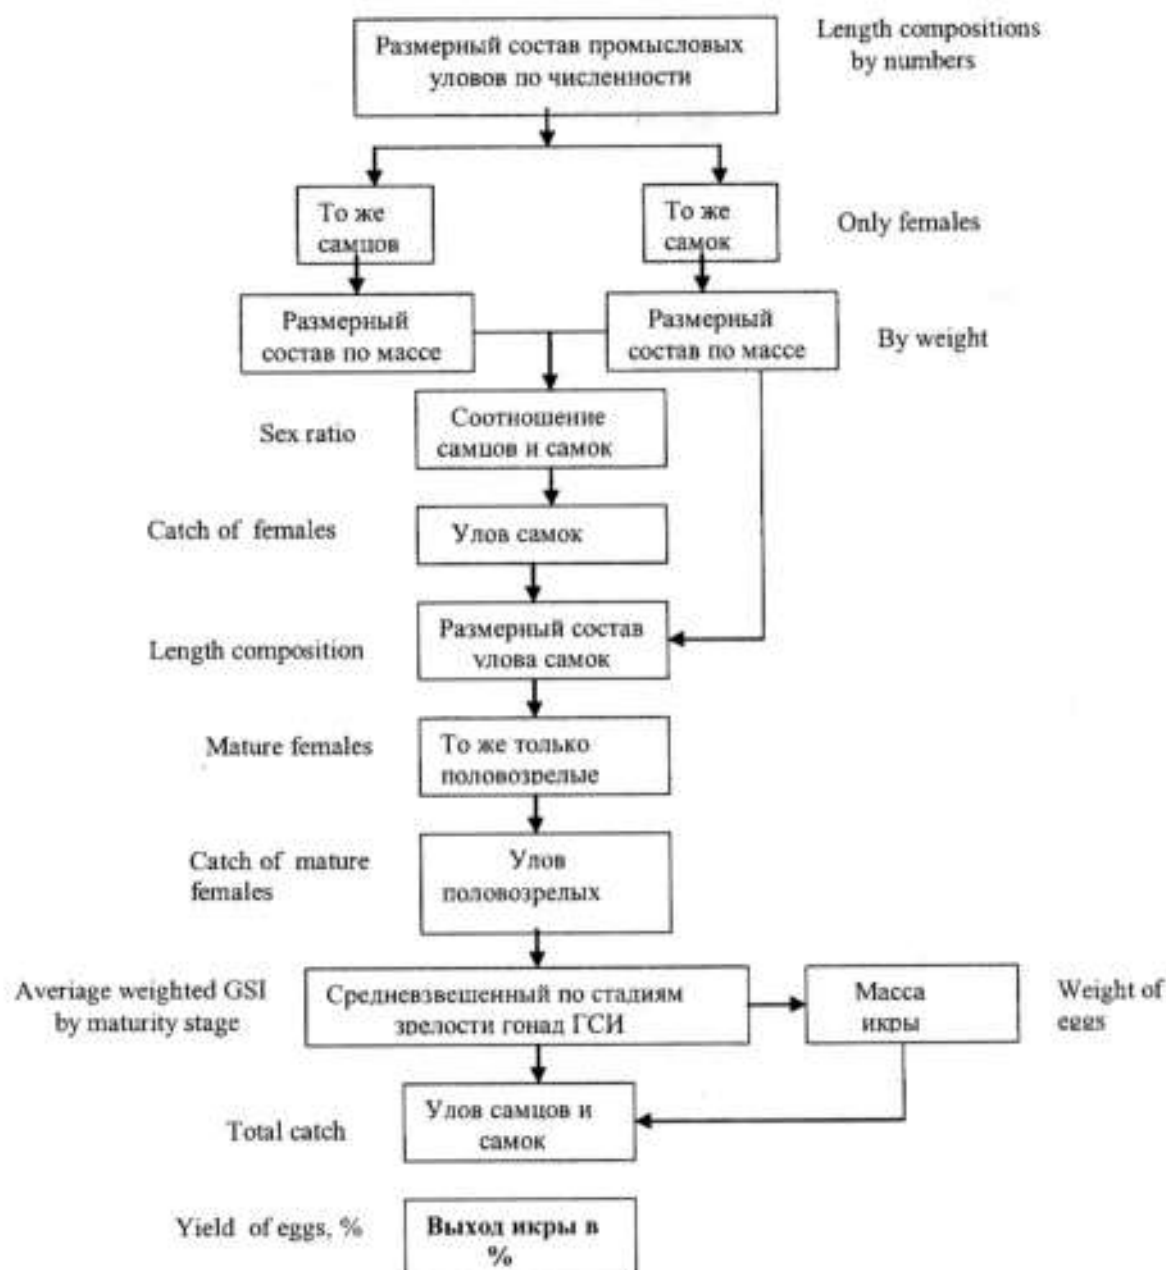 Размерный состав промысловых
уловов по численности
Length compositions
by numbers
То же
самцов
То же
самок
Only females
Размерный
состав по массе
Размерный
состав по массе
By weight
Sex ratio
Соотношение
самцов и самок
Catch of females
Улов самок
Length composition
Размерный состав
улова самок
Mature females
То же только
половозрелые
Catch of mature
females
Улов
половозрелых
Averiage weighted GSI
by maturity stage
Средневзвешенный по стадиям
зрелости гонад ГСИ
Масса
икры
Weight of
eggs
Total catch
Улов самцов и
самок
Yield of eggs, %
Выход икры в
%